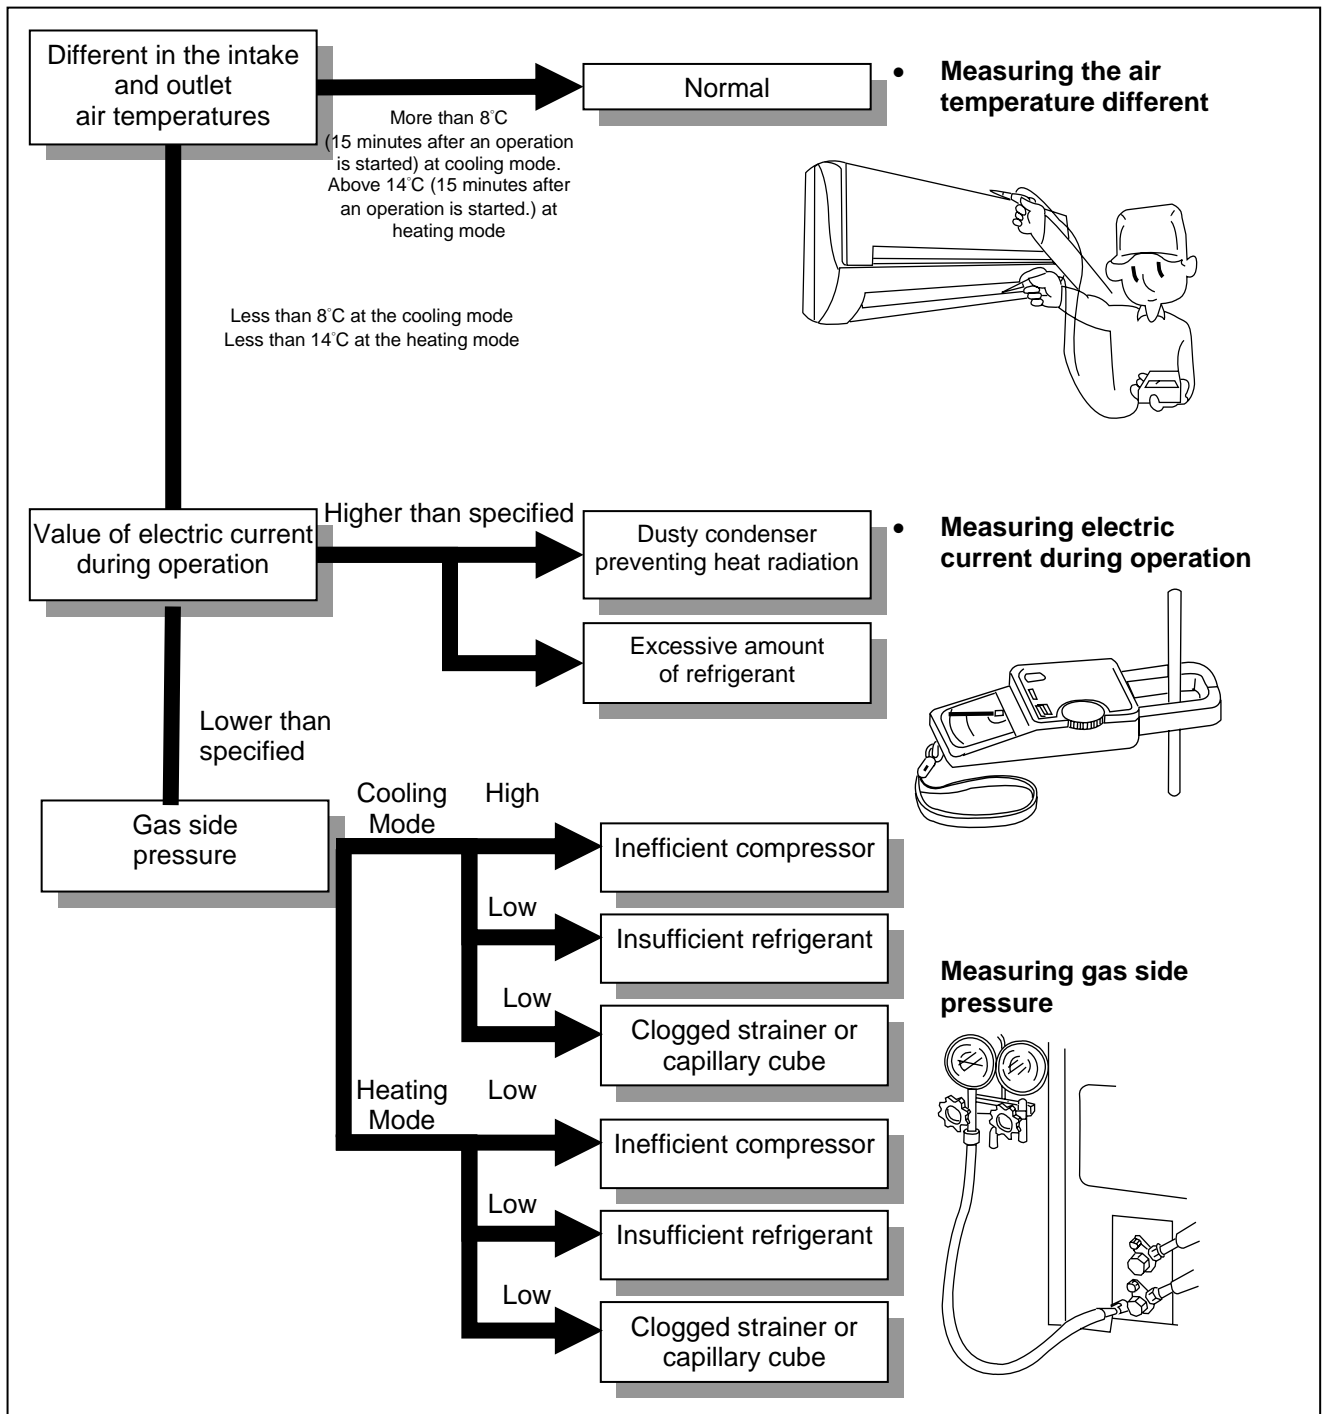 Different in the intake
and outlet
air temperatures
Normal
More than 8°C
(15 minutes after an operation
is started) at cooling mode.
Above 14°C (15 minutes after
an operation is started.) at
heating mode
• Measuring the air
temperature different
Less than 8°C at the cooling mode
Less than 14°C at the heating mode
Value of electric current
during operation
Higher than specified
Dusty condenser
preventing heat radiation
Excessive amount
of refrigerant
• Measuring electric
current during operation
Lower than
specified
Gas side
pressure
Cooling
Mode
High
Inefficient compressor
Low
Insufficient refrigerant
Low
Clogged strainer or
capillary cube
Heating
Mode
Low
Inefficient compressor
Low
Insufficient refrigerant
Low
Clogged strainer or
capillary cube
Measuring gas side
pressure